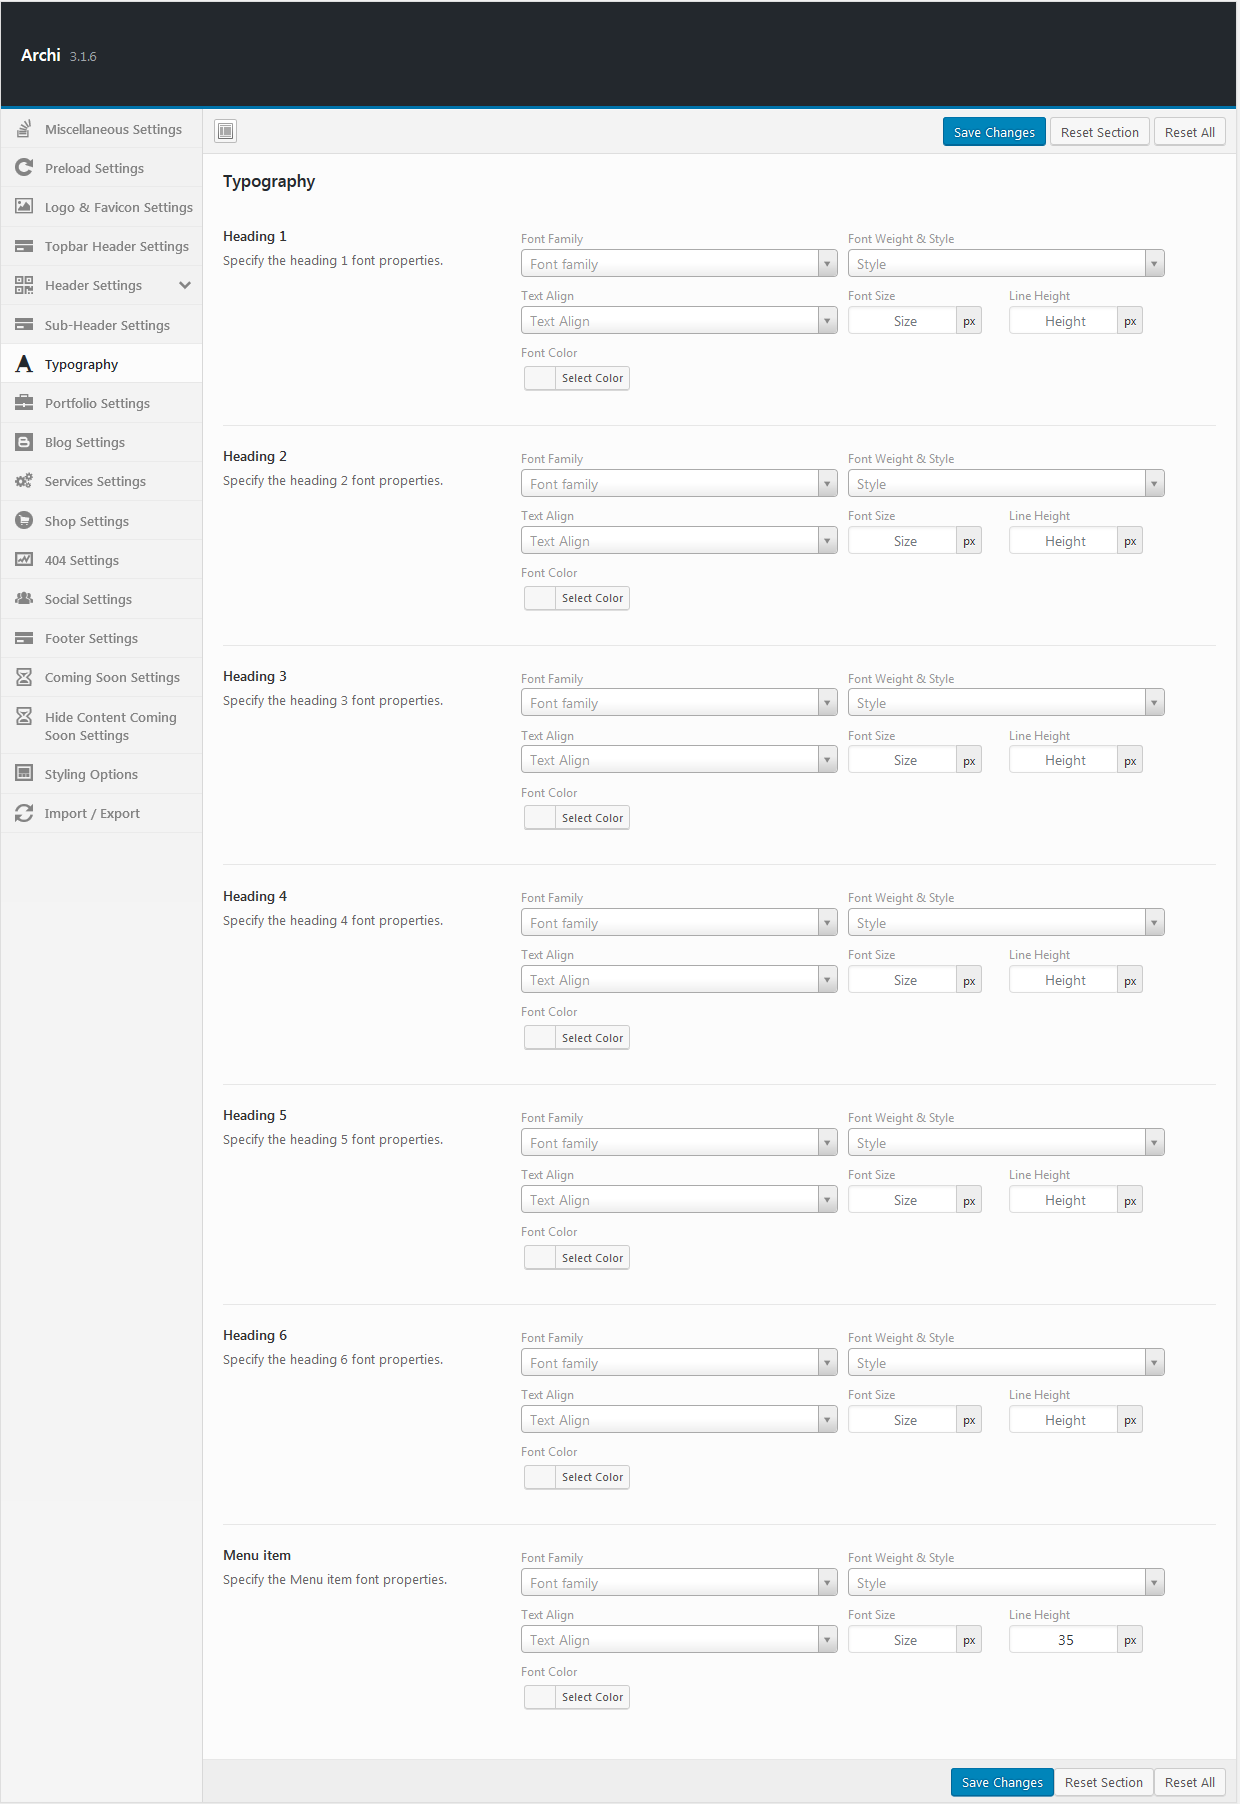 Archi 3.1.6
Miscellaneous Settings
Preload Settings
Logo & Favicon Settings
Topbar Header Settings
Header Settings
Sub-Header Settings
Typography
Portfolio Settings
Blog Settings
Services Settings
Shop Settings
404 Settings
Social Settings
Footer Settings
Coming Soon Settings
Hide Content Coming
Soon Settings
Styling Options
Import / Export
Save Changes Reset Section Reset All
Typography
Heading 1
Specify the heading 1 font properties.
Font Family Font Weight & Style
Font family Style
Text Align Font Size Line Height
Text Align Size px Height px
Font Color
Select Color
Heading 2
Specify the heading 2 font properties.
Font Family Font Weight & Style
Font family Style
Text Align Font Size Line Height
Text Align Size px Height px
Font Color
Select Color
Heading 3
Specify the heading 3 font properties.
Font Family Font Weight & Style
Font family Style
Text Align Font Size Line Height
Text Align Size px Height px
Font Color
Select Color
Heading 4
Specify the heading 4 font properties.
Font Family Font Weight & Style
Font family Style
Text Align Font Size Line Height
Text Align Size px Height px
Font Color
Select Color
Heading 5
Specify the heading 5 font properties.
Font Family Font Weight & Style
Font family Style
Text Align Font Size Line Height
Text Align Size px Height px
Font Color
Select Color
Heading 6
Specify the heading 6 font properties.
Font Family Font Weight & Style
Font family Style
Text Align Font Size Line Height
Text Align Size px Height px
Font Color
Select Color
Menu item
Specify the Menu item font properties.
Font Family Font Weight & Style
Font family Style
Text Align Font Size Line Height
Text Align Size px 35 px
Font Color
Select Color
Save Changes Reset Section Reset All